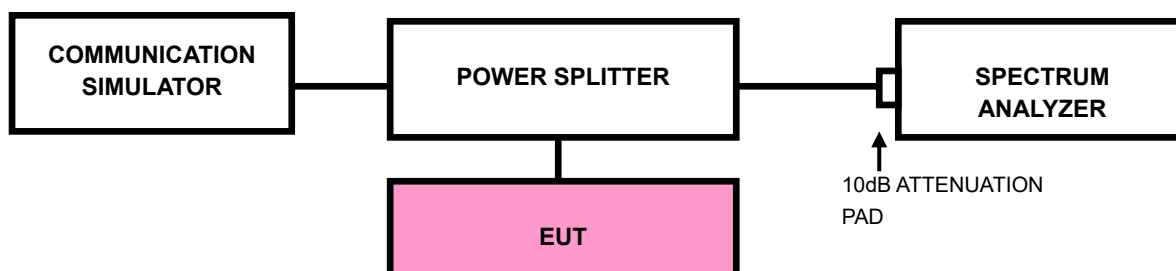 COMMUNICATION
SIMULATOR
POWER SPLITTER
SPECTRUM
ANALYZER
10dB ATTENUATION
PAD
EUT